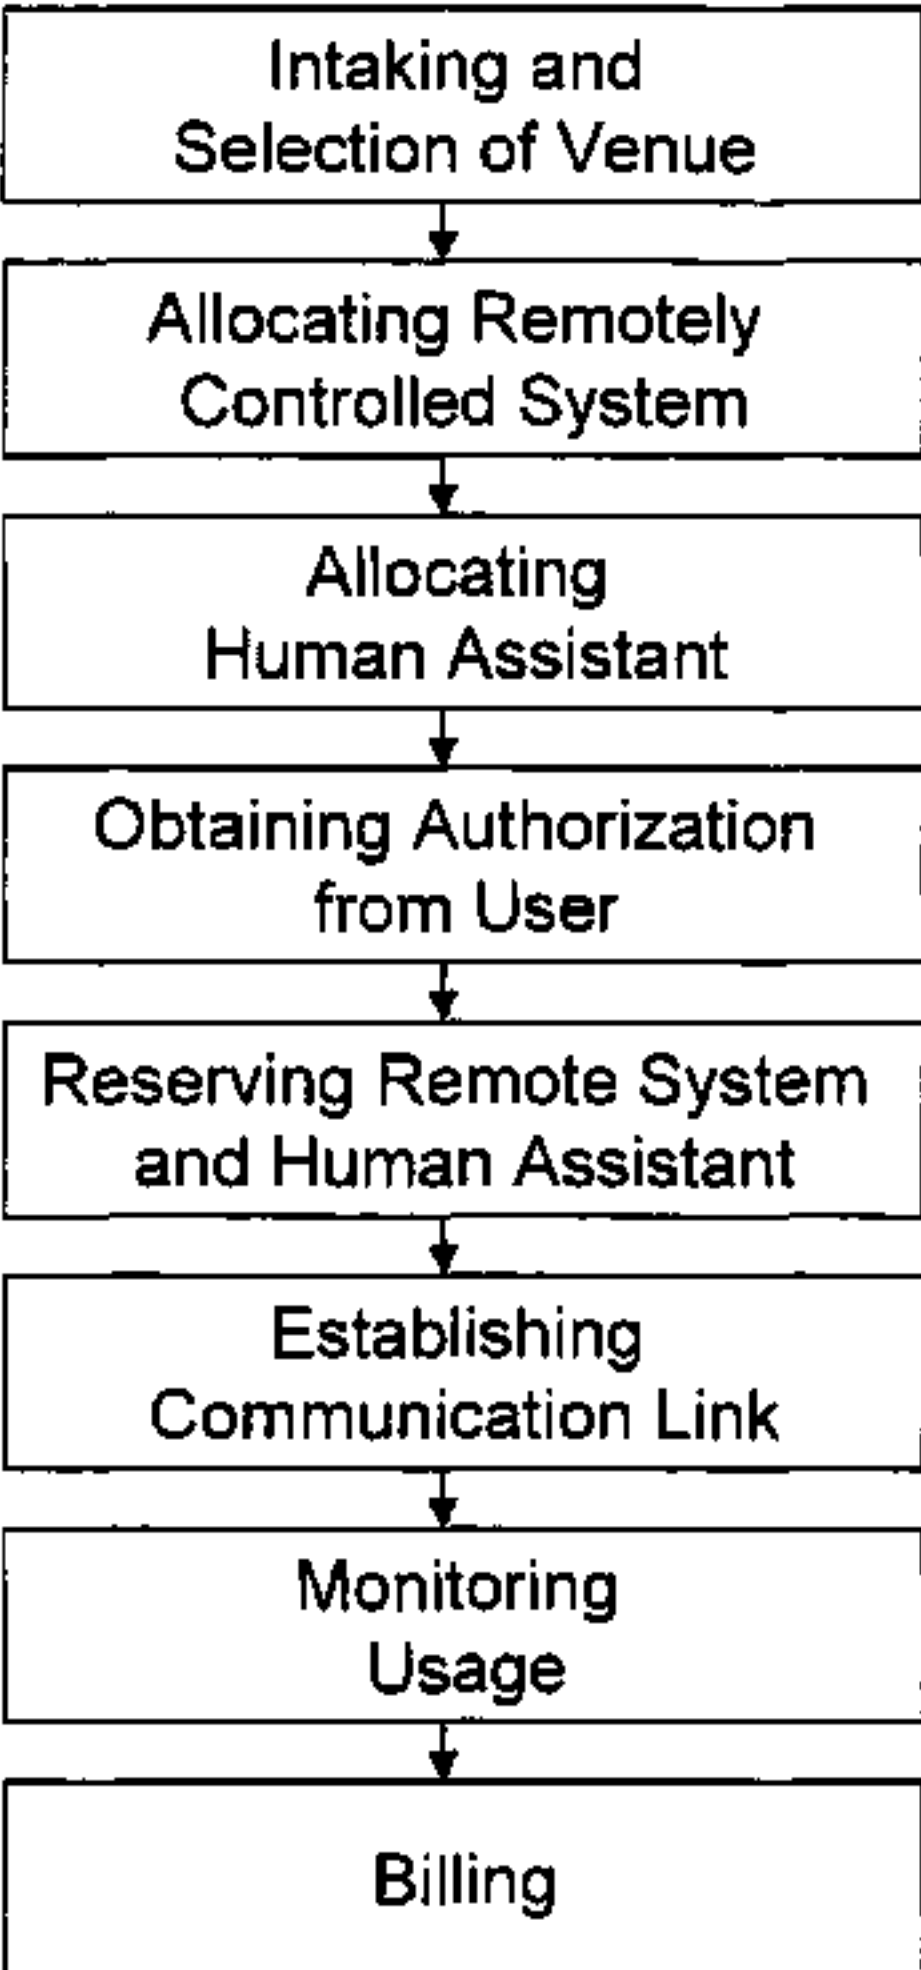 Intaking and
Selection of Venue
Allocating Remotely
Controlled System
Allocating
Human Assistant
Obtaining Authorization
from User
Reserving Remote System
and Human Assistant
Establishing
Communication Link
Monitoring
Usage
Billing